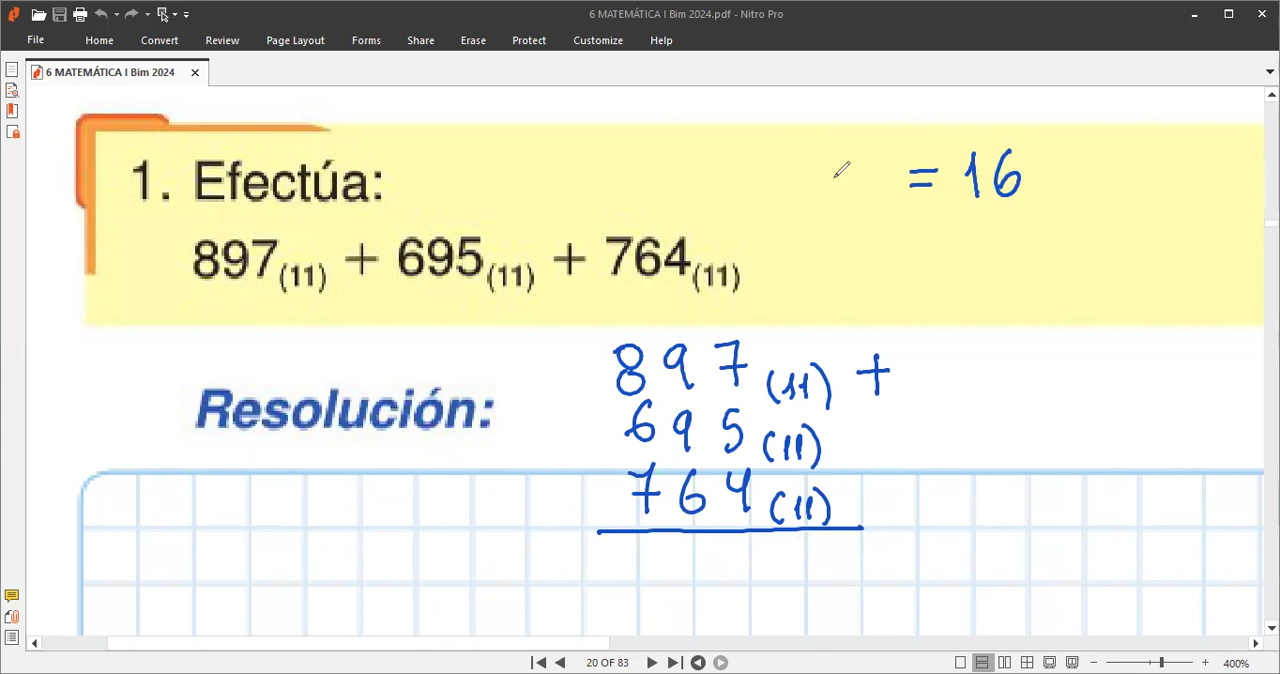 6 MATEMÁTICA I Bim 2024.pdf - Nitro Pro
File Home Convert Review Page Layout Forms Share Erase Protect Customize Help
6 MATEMÁTICA I Bim 2024
1. Efectúa:
= 16
897(11) + 695(11) + 764(11)
897(11) +
Resolución:
695(11)
764(11)
20 OF 83
400%